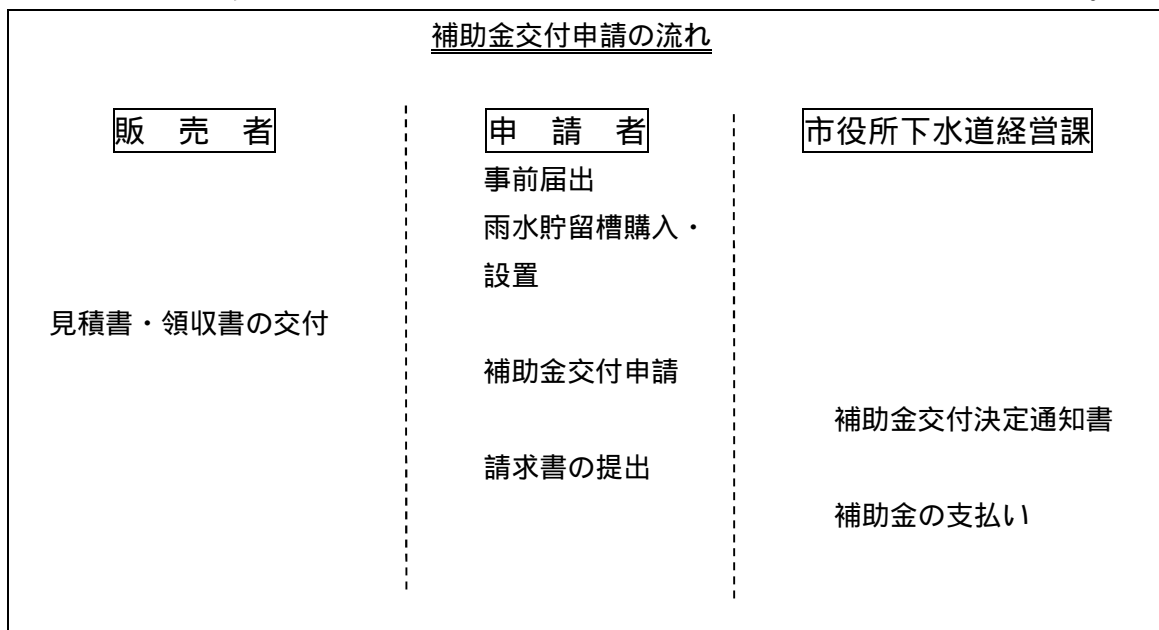 補助金交付申請の流れ
販　売　者
申　請　者
市役所下水道経営課
事前届出
雨水貯留槽購入・
設置
見積書・領収書の交付
補助金交付申請
補助金交付決定通知書
請求書の提出
補助金の支払い